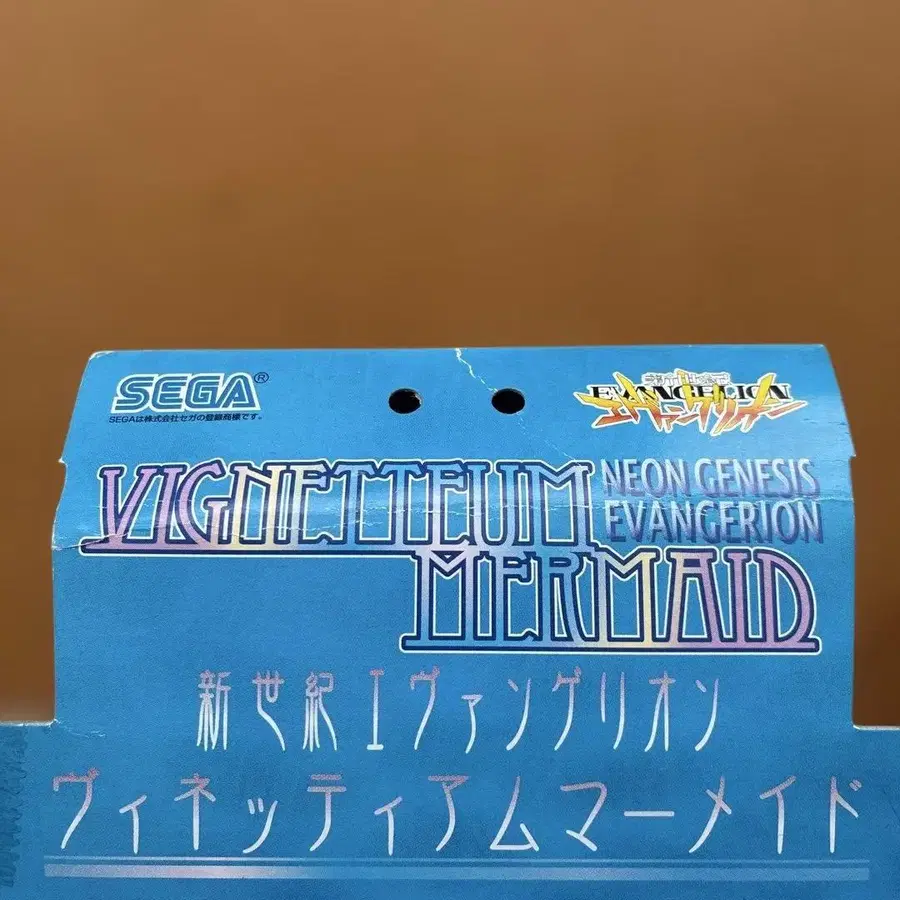 SEGA®
SEGAは株式会社セガの登録商標です。
新世紀
EVANGELION
エヴァンゲリオン
VIGNETTEUM
NEON GENESIS
EVANGERION
MERMAID
新世紀エヴァンゲリオン
ヴィネッティアムマーメイド